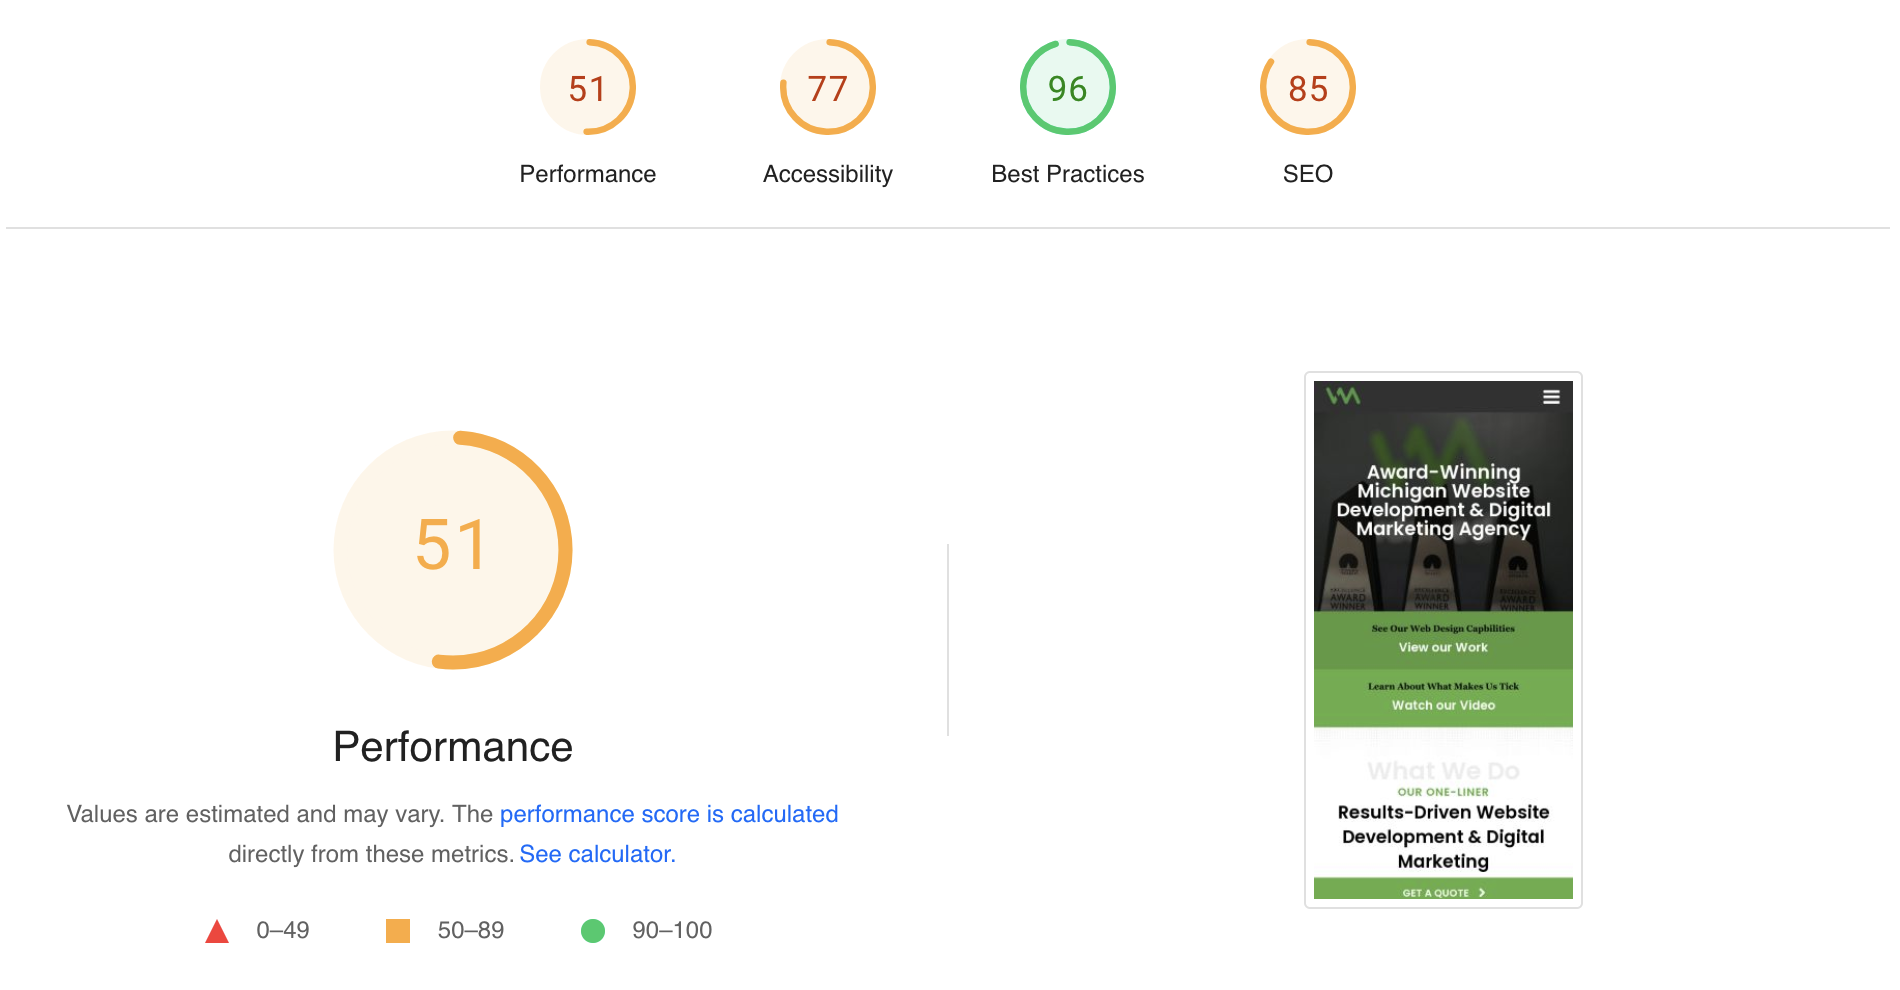 51
77
96
85
Performance
Accessibility
Best Practices
SEO
51
Performance
Values are estimated and may vary. The performance score is calculated
directly from these metrics. See calculator.
0–49
50–89
90–100
Award-Winning
Michigan Website
Development & Digital
Marketing Agency
EXCELLENCE
AWARD
WINNER
EXCELLENCE
AWARD
WINNER
EXCELLENCE
AWARD
WINNER
See Our Web Design Capbilities
View our Work
Learn About What Makes Us Tick
Watch our Video
What We Do
OUR ONE-LINER
Results-Driven Website
Development & Digital
Marketing
GET A QUOTE